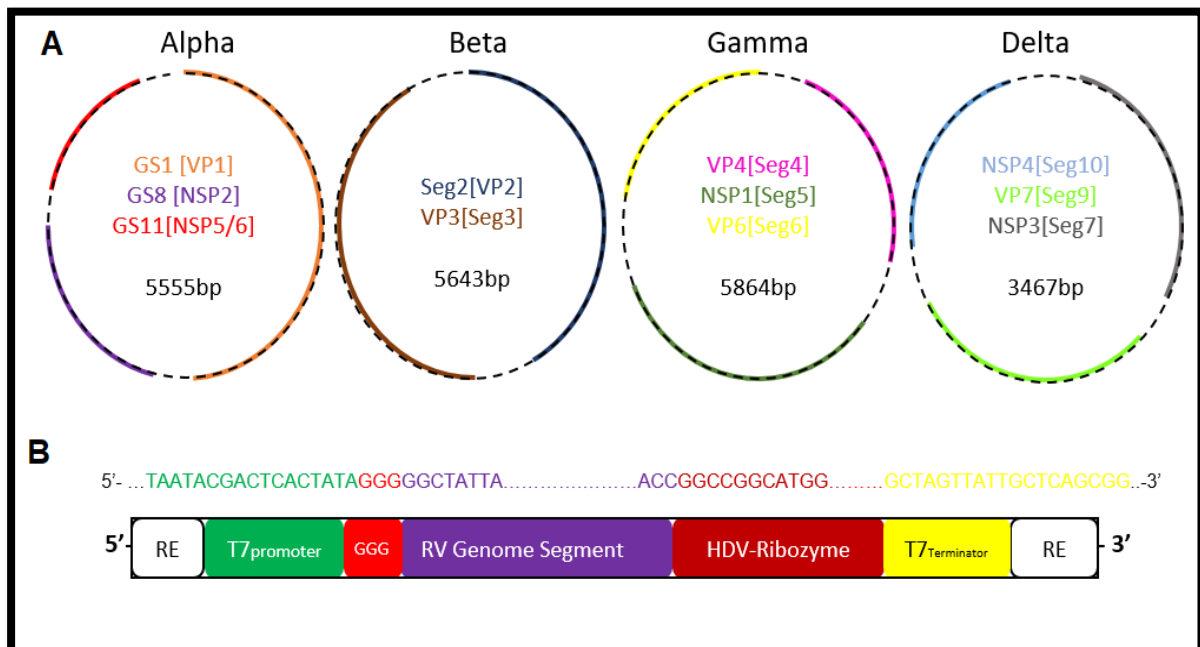 A
Alpha
Beta
Gamma
Delta
GS1 [VP1]
GS8 [NSP2]
GS11[NSP5/6]
5555bp
Seg2[VP2]
VP3[Seg3]
5643bp
VP4[Seg4]
NSP1[Seg5]
VP6[Seg6]
5864bp
NSP4[Seg10]
VP7[Seg9]
NSP3[Seg7]
3467bp
B
5'- ...TAATACGACTCACTATAGGGGGCTATTA......................ACCGGCCGGCATGG.........GCTAGTTATTGCTCAGCGG..-3'
5'- RE T7promoter GGG RV Genome Segment HDV-Ribozyme T7Terminator RE - 3'